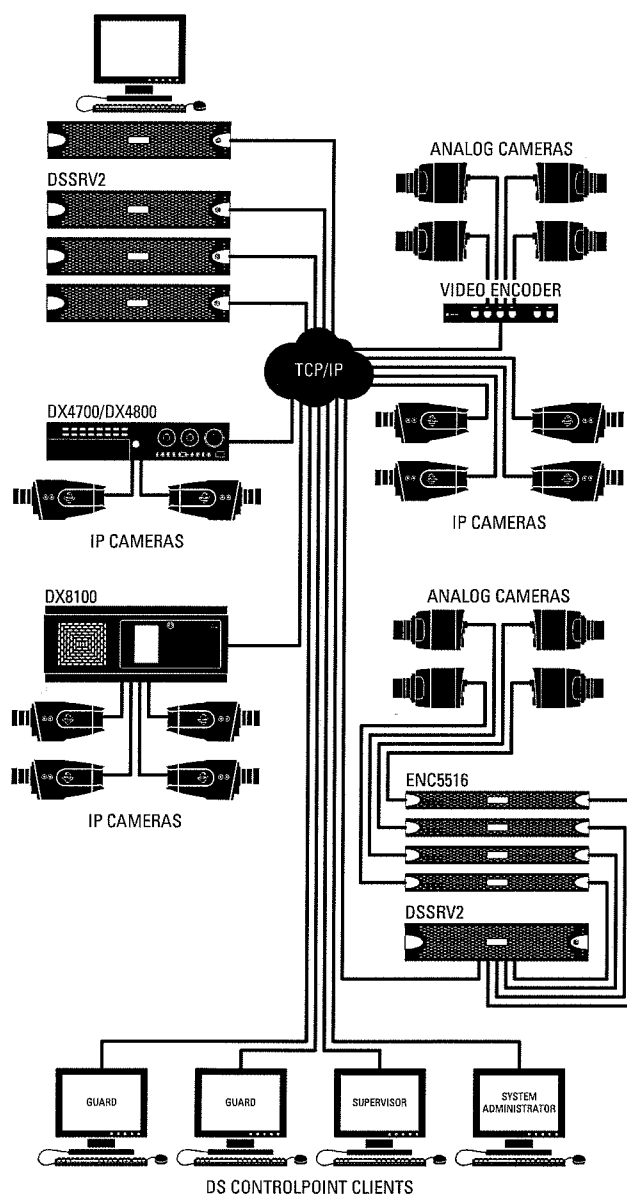 DSSRV2
ANALOG CAMERAS
VIDEO ENCODER
TCP/IP
DX4700/DX4800
IP CAMERAS
IP CAMERAS
DX8100
ANALOG CAMERAS
IP CAMERAS
ENC5516
DSSRV2
GUARD
GUARD
SUPERVISOR
SYSTEM
ADMINISTRATOR
DS CONTROLPOINT CLIENTS